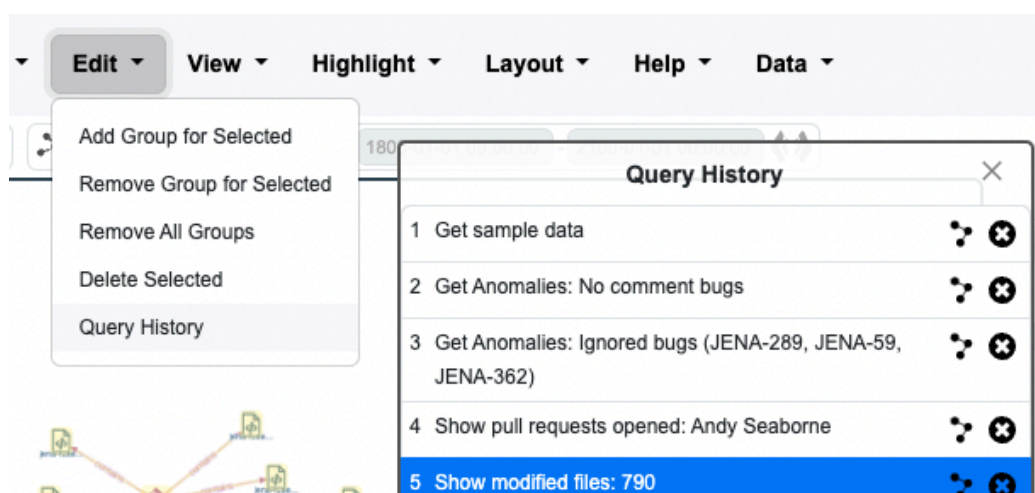 Edit View Highlight Layout Help Data
Add Group for Selected
Remove Group for Selected
Remove All Groups
Delete Selected
Query History
Query History
1 Get sample data
2 Get Anomalies: No comment bugs
3 Get Anomalies: Ignored bugs (JENA-289, JENA-59,
JENA-362)
4 Show pull requests opened: Andy Seaborne
5 Show modified files: 790